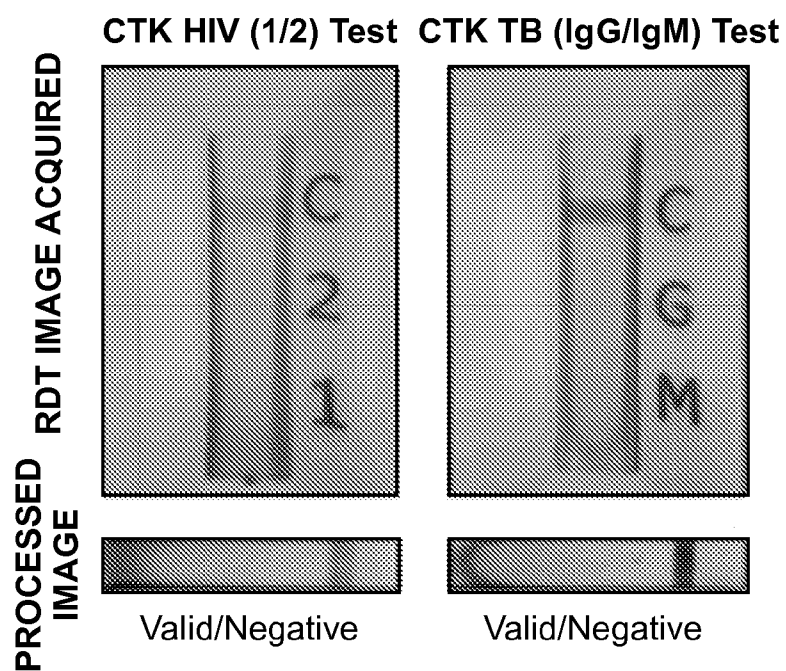 CTK HIV (1/2) Test
CTK TB (IgG/IgM) Test
RDT IMAGE ACQUIRED
C
2
1
C
G
M
PROCESSED
IMAGE
Valid/Negative
Valid/Negative